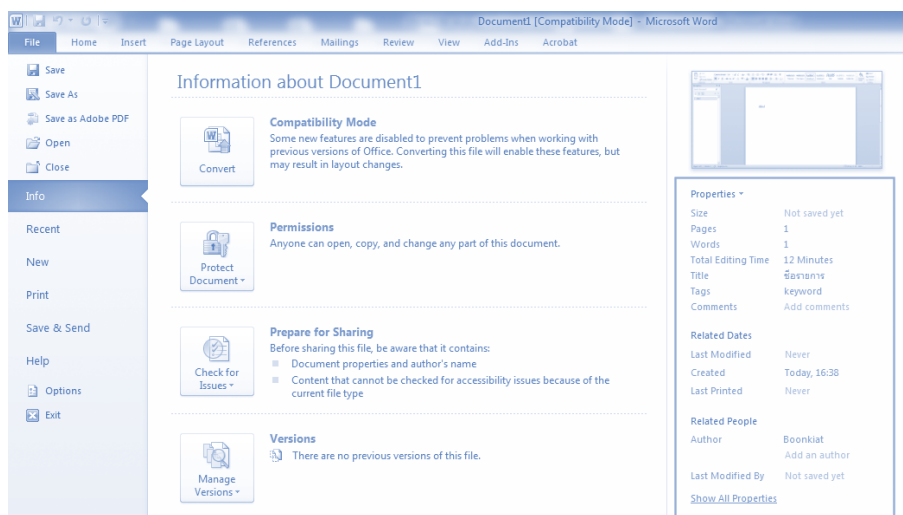 Document1 [Compatibility Mode] - Microsoft Word
File Home Insert Page Layout References Mailings Review View Add-Ins Acrobat
Save
Save As
Save as Adobe PDF
Open
Close
Info
Recent
New
Print
Save & Send
Help
Options
Exit
Information about Document1
Convert
Compatibility Mode
Some new features are disabled to prevent problems when working with
previous versions of Office. Converting this file will enable these features, but
may result in layout changes.
Protect
Document
Permissions
Anyone can open, copy, and change any part of this document.
Check for
Issues
Prepare for Sharing
Before sharing this file, be aware that it contains:
Document properties and author's name
Content that cannot be checked for accessibility issues because of the
current file type
Manage
Versions
Versions
There are no previous versions of this file.
Properties
Size Not saved yet
Pages 1
Words 1
Total Editing Time 12 Minutes
Title ชื่อรายการ
Tags keyword
Comments Add comments
Related Dates
Last Modified Never
Created Today, 16:38
Last Printed Never
Related People
Author Boonkiat
Add an author
Last Modified By Not saved yet
Show All Properties